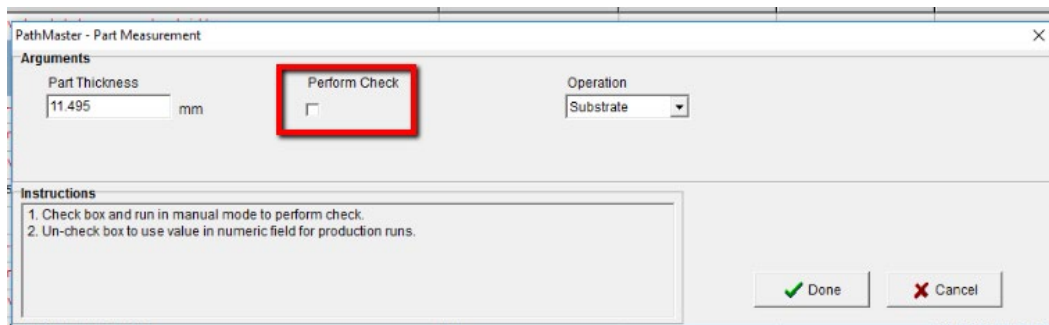 PathMaster - Part Measurement
Arguments
Part Thickness
Perform Check
Operation
11.495
mm
Substrate
Instructions
1. Check box and run in manual mode to perform check.
2. Un-check box to use value in numeric field for production runs.
Done
Cancel